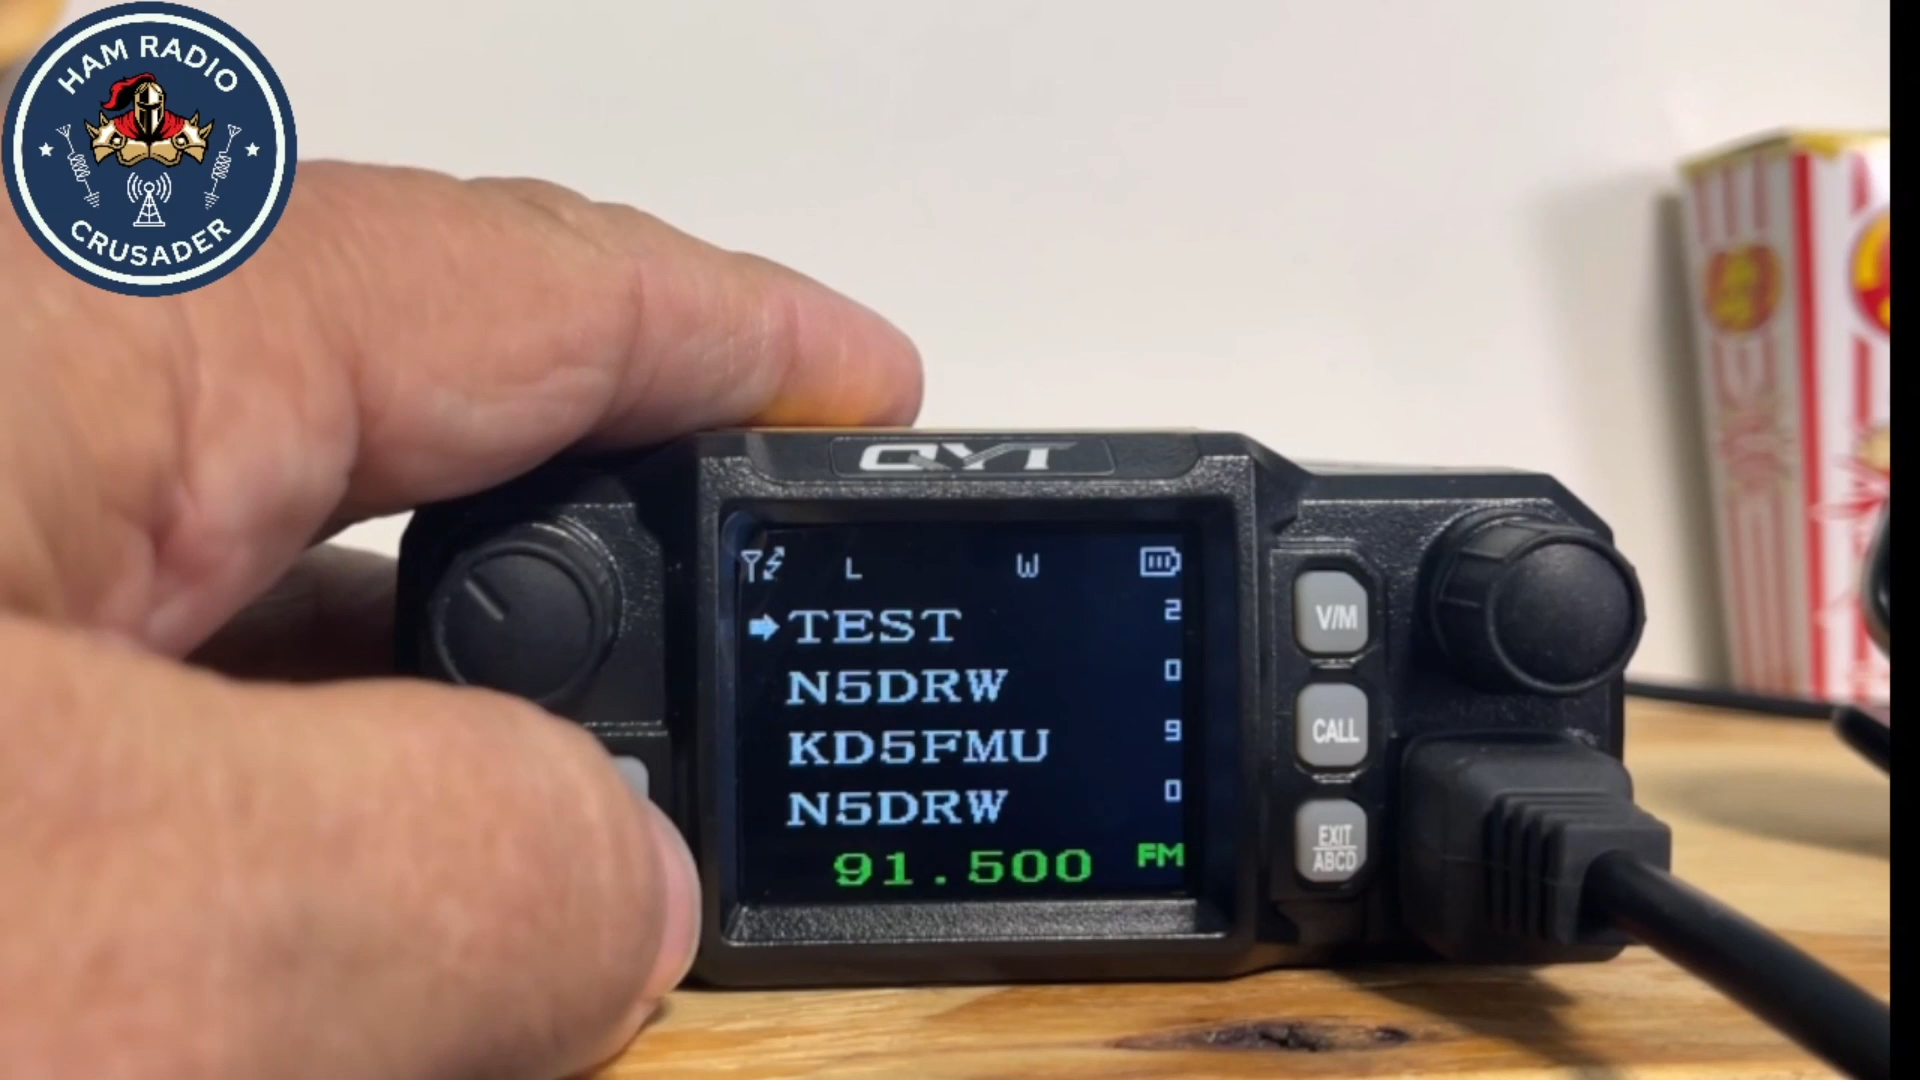 HAM RADIO
CRUSADER
QYT
L W
TEST 2
N5DRW 0
KD5FMU 9
N5DRW 0
91.500 FM
V/M
CALL
EXIT
ABCD